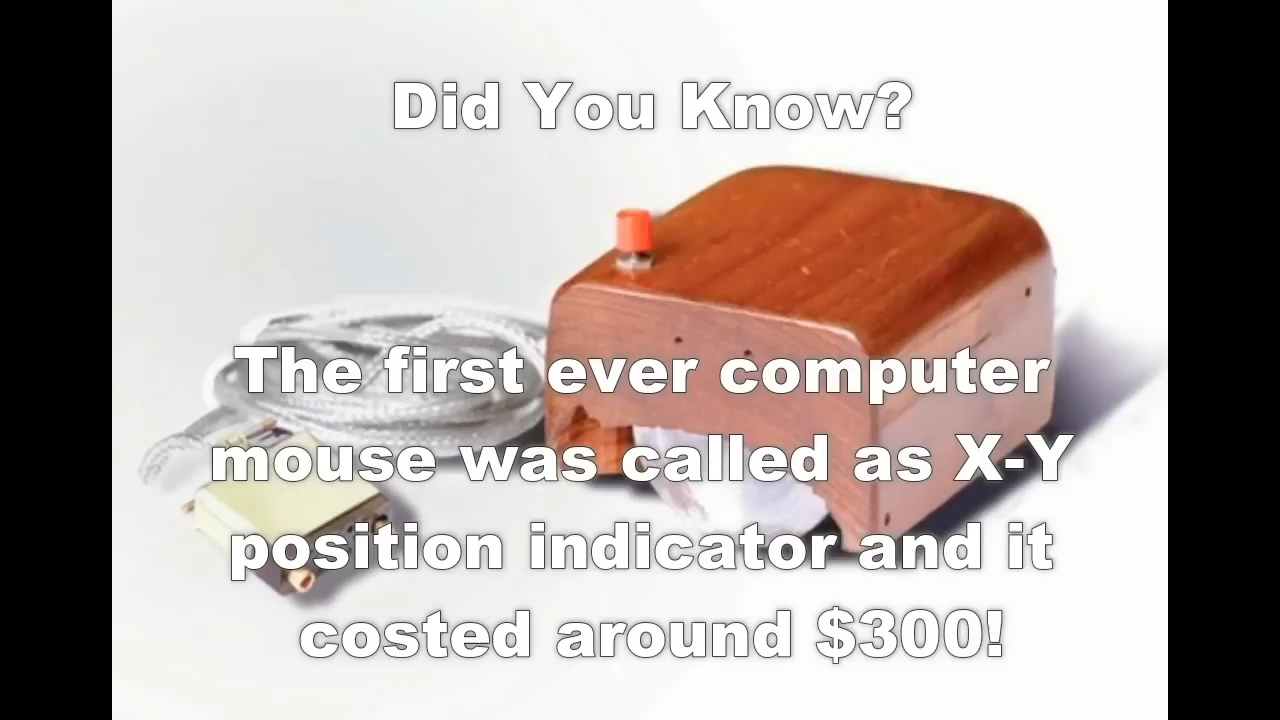 Did You Know?
The first ever computer
mouse was called as X-Y
position indicator and it
costed around $300!